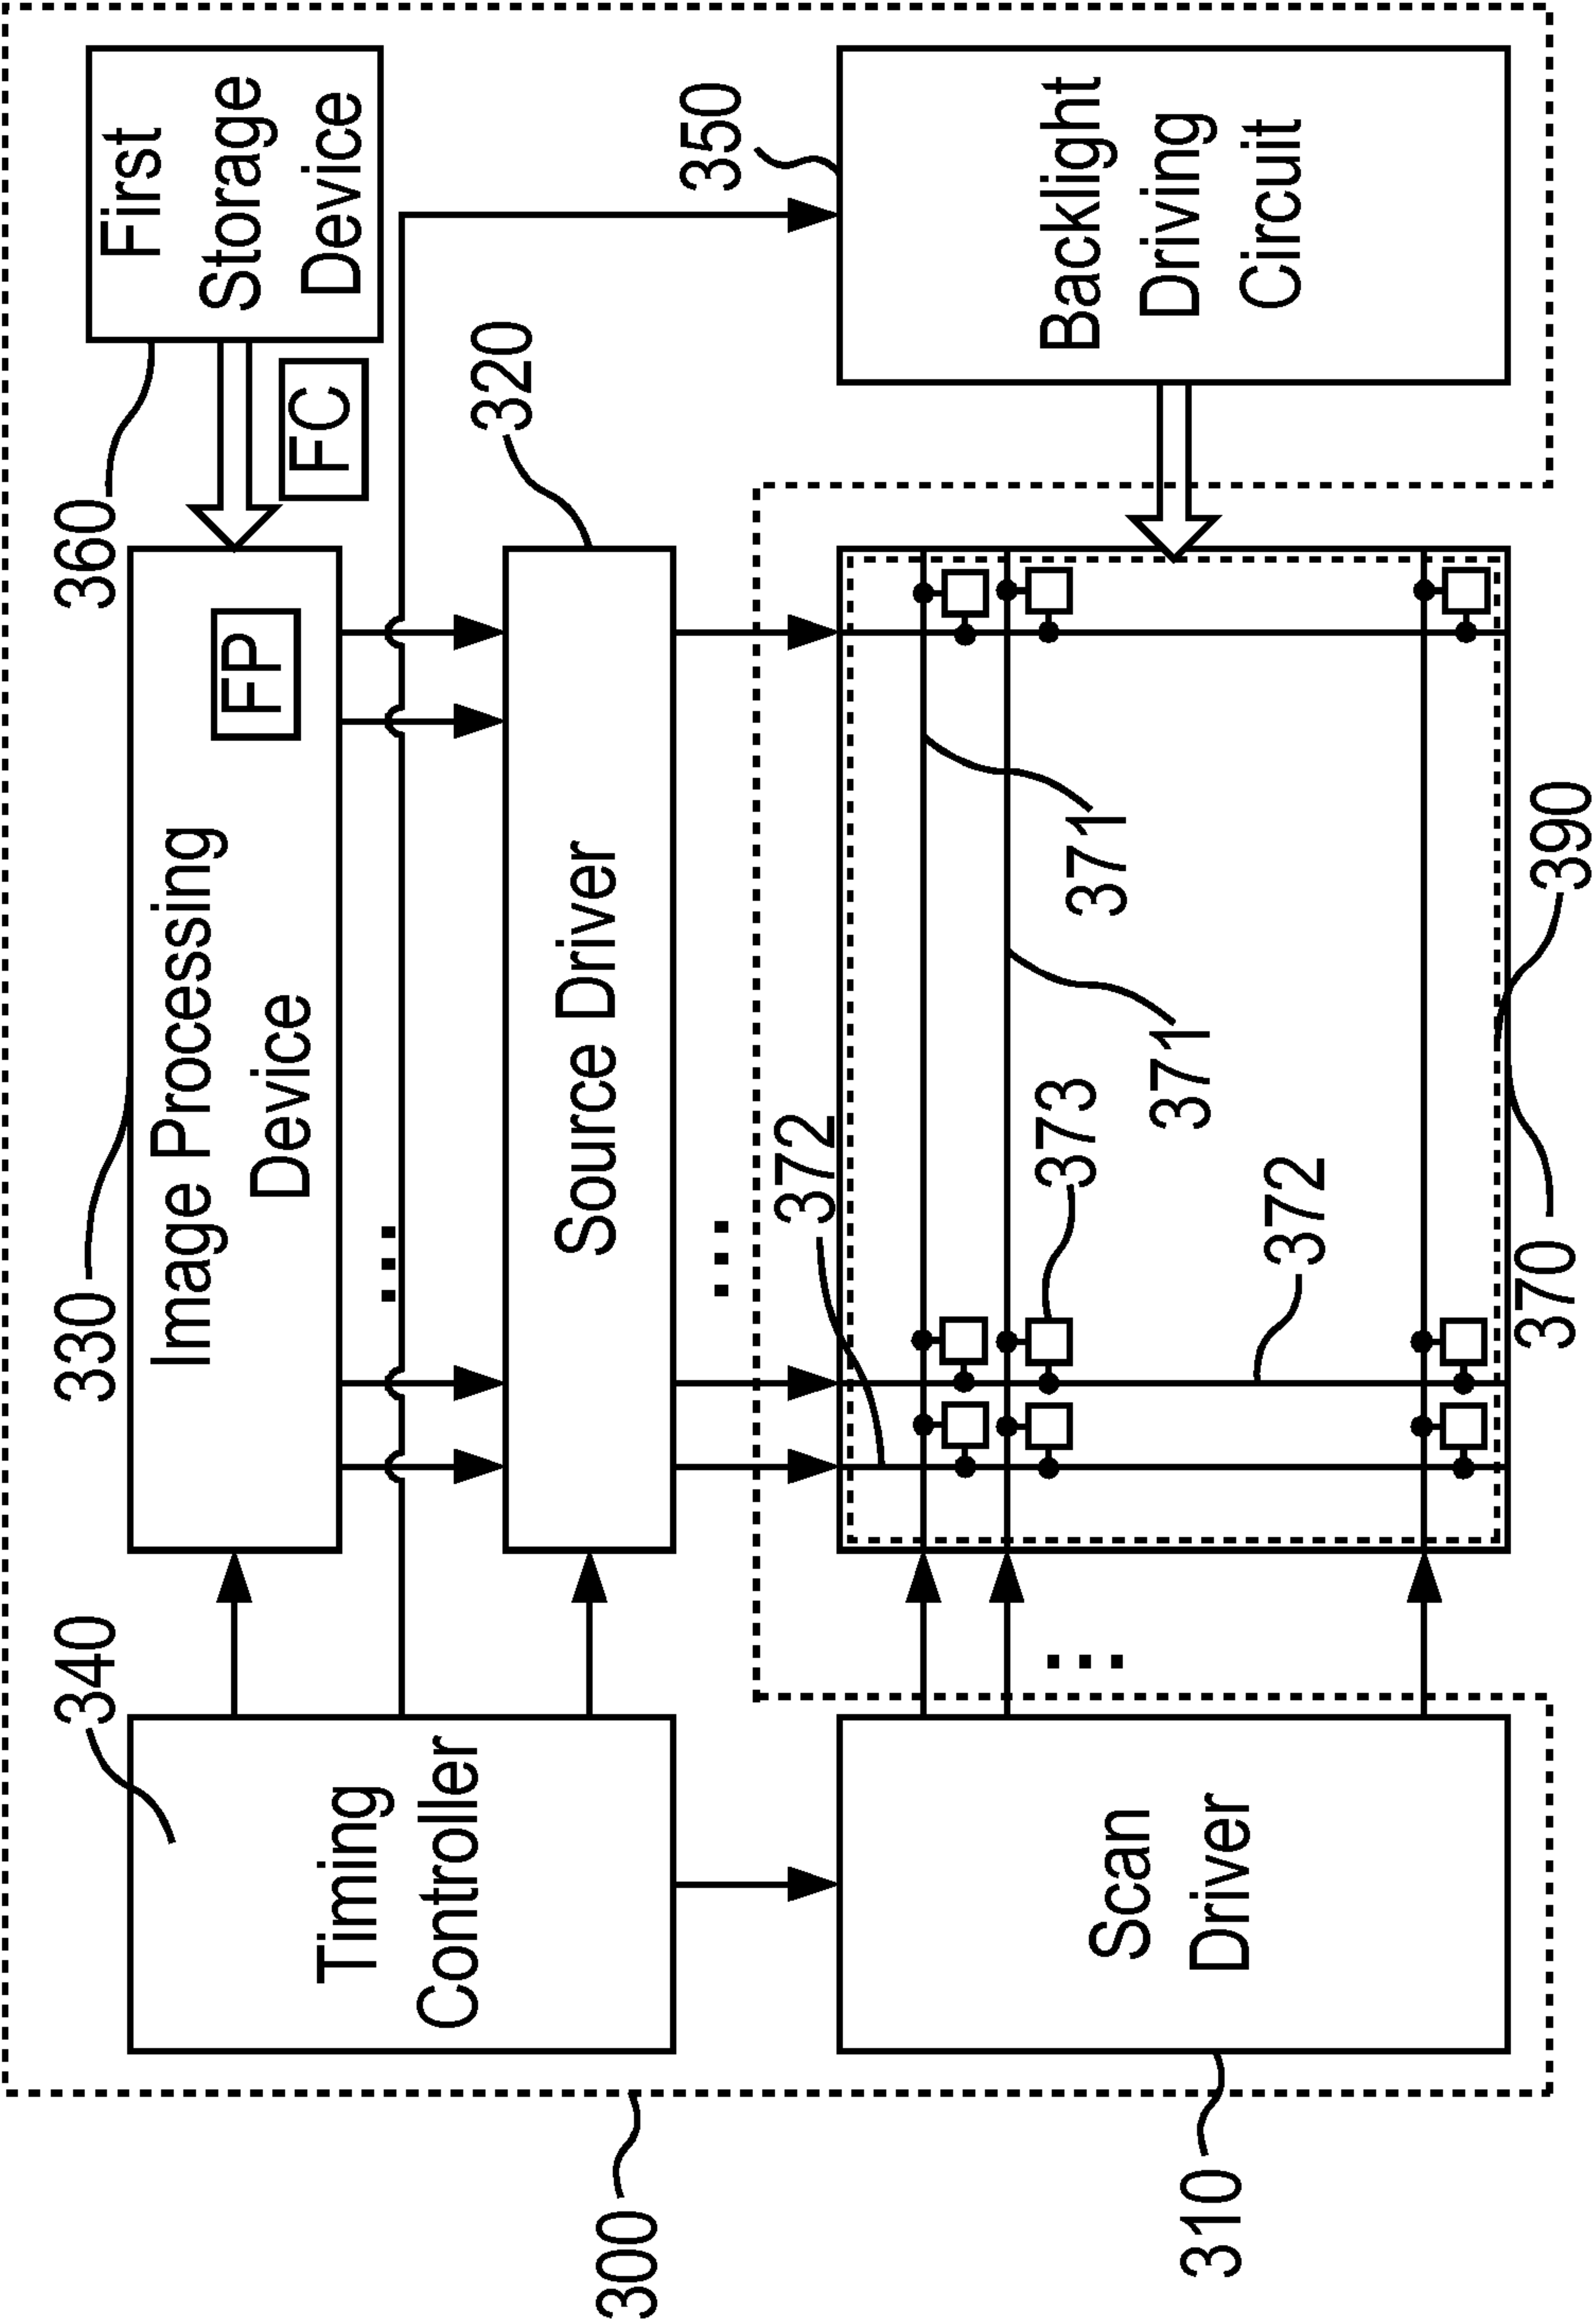 360
First
Storage
Device
FC
330
Image Processing
Device
FP
340
Timing
Controller
320
Source Driver
350
Backlight
Driving
Circuit
372
371
371
373
372
390
370
Scan
Driver
300
310